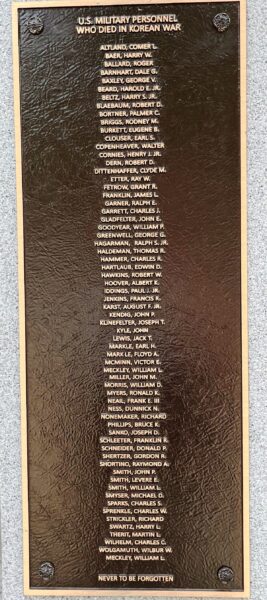 U.S. MILITARY PERSONNEL
WHO DIED IN KOREAN WAR
ALTLAND, COMER L.
BAER, HARRY W.
BALLARD, ROGER
BARNHART, DALE G.
BAXLEY, GEORGE V.
BEARD, HAROLD E. JR.
BELTZ, HARRY S. JR.
BLAEBAUM, ROBERT D.
BORTNER, PALMER C.
BRIGGS, RODNEY M.
BURKETT, EUGENE B.
CLOUSER, EARL S.
COPENHEAVER, WALTER
CORNIES, HENRY J. JR.
DERN, ROBERT D.
DITTENHAFFER, CLYDE M.
ETTER, RAY W.
FETROW, GRANT R.
FRANKLIN, JAMES L.
GARNER, RALPH E.
GARRETT, CHARLES J.
GLADFELTER, JOHN E.
GOODYEAR, WILLIAM P.
GREENWELL, GEORGE G.
HAGARMAN, RALPH S. JR.
HALDEMAN, THOMAS R.
HAMMER, CHARLES R.
HARTLAUB, EDWIN D.
HAWKINS, ROBERT W.
HOOVER, ALBERT E.
IDDINGS, PAUL J. JR.
JENKINS, FRANCIS K.
KARST, AUGUST F. JR.
KENDIG, JOHN P.
KLINEFELTER, JOSEPH T.
KYLE, JOHN
LEWIS, JACK T.
MARKLE, EARL H.
MARKLE, FLOYD A.
MCMINN, VICTOR E.
MECKLEY, WILLIAM L.
MILLER, JOHN M.
MORRIS, WILLIAM D.
MYERS, RONALD K.
NEAIL, FRANK E. III
NESS, DUNNICK N.
NONEMAKER, RICHARD
PHILLIPS, BRUCE K.
SANKO, JOSEPH D.
SCHLEETER, FRANKLIN R.
SCHNEIDER, DONALD P.
SHERTZER, GORDON R.
SHORTINO, RAYMOND A.
SMITH, JOHN P.
SMITH, LEVERE E.
SMITH, WILLIAM L.
SMYSER, MICHAEL D.
SPARKS, CHARLES S.
SPRENKLE, CHARLES W.
STRICKLER, RICHARD
SWARTZ, HARRY L.
THERIT, MARTIN L.
WILHELM, CHARLES C.
WOLGAMUTH, WILBUR W.
MECKLEY, WILLIAM L.
NEVER TO BE FORGOTTEN